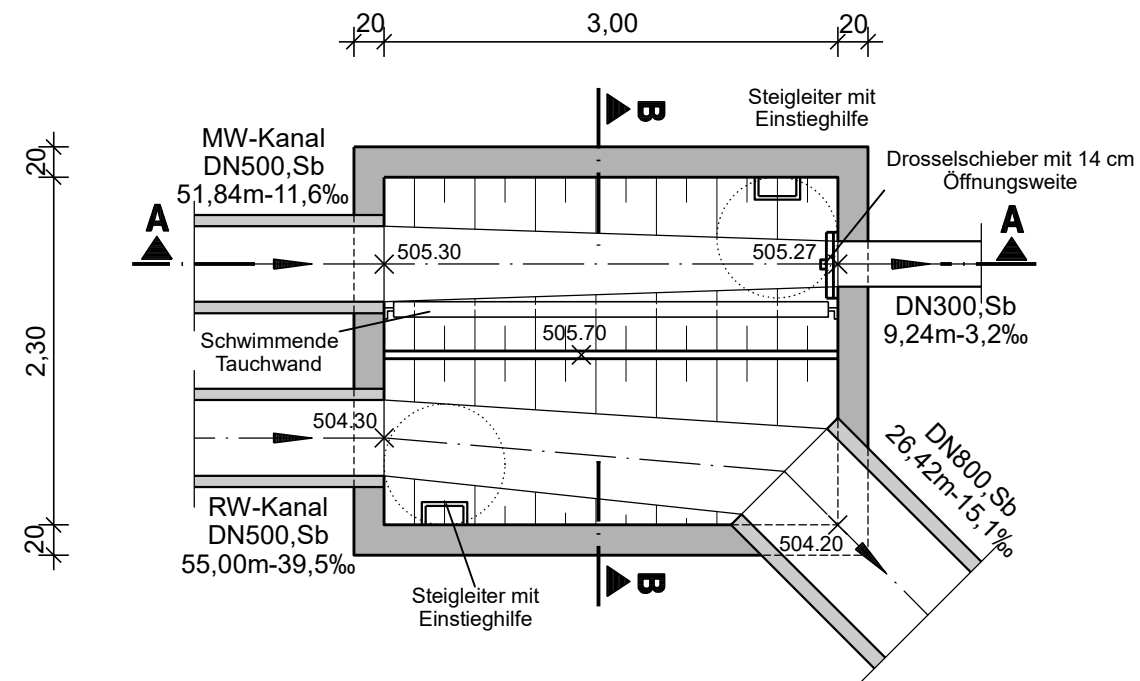 20
3,00
20
Steigleiter mit
Einstieghilfe
B
MW-Kanal
DN500,Sb
51,84m-11,6‰
20
Drosselschieber mit 14 cm
Öffnungsweite
A
A
505.30
505.27
DN300,Sb
9,24m-3,2‰
Schwimmende
Tauchwand
505.70
2,30
504.30
DN800,Sb
26,42m-15,1‰
RW-Kanal
DN500,Sb
55,00m-39,5‰
20
504.20
B
Steigleiter mit
Einstieghilfe